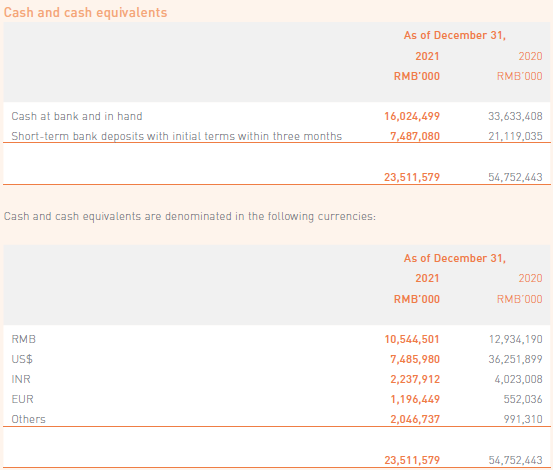 Cash and cash equivalents
As of December 31,
2021 2020
RMB'000 RMB'000
Cash at bank and in hand 16,024,499 33,633,408
Short-term bank deposits with initial terms within three months 7,487,080 21,119,035
23,511,579 54,752,443
Cash and cash equivalents are denominated in the following currencies:
As of December 31,
2021 2020
RMB'000 RMB'000
RMB 10,544,501 12,934,190
US$ 7,485,980 36,251,899
INR 2,237,912 4,023,008
EUR 1,196,449 552,036
Others 2,046,737 991,310
23,511,579 54,752,443